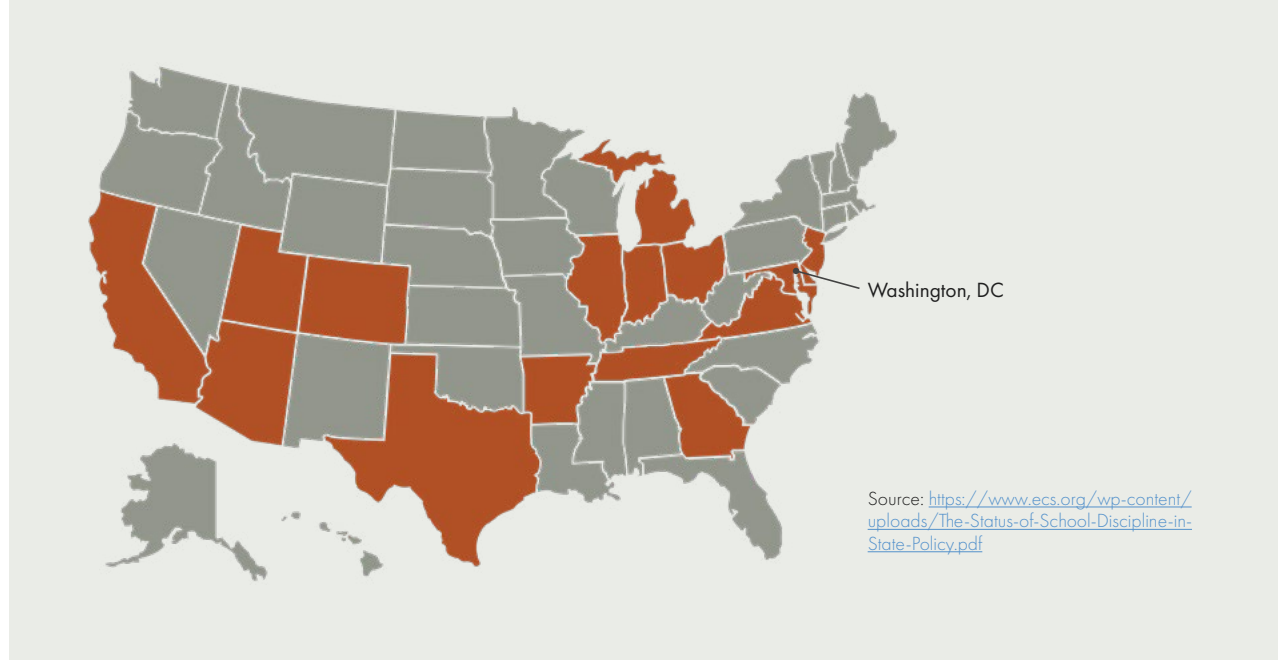 Washington, DC
Source: https://www.ecs.org/wp-content/
uploads/The-Status-of-School-Discipline-in-
State-Policy.pdf